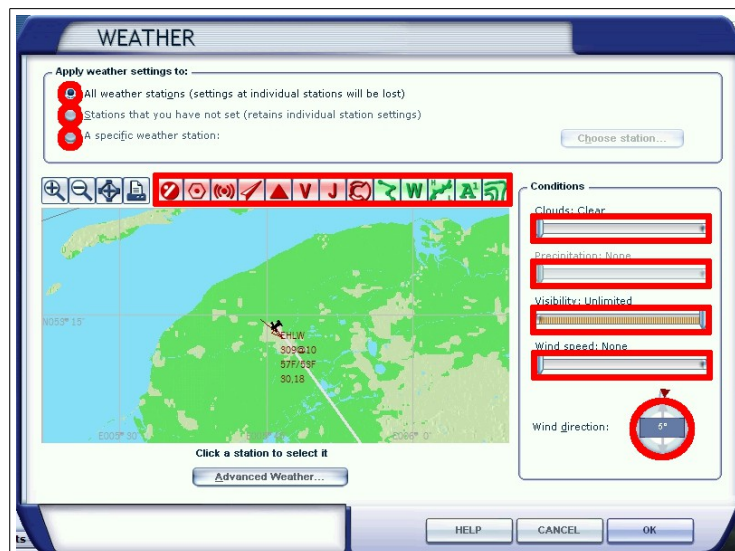 WEATHER
Apply weather settings to:
All weather stations (settings at individual stations will be lost)
Stations that you have not set (retains individual station settings)
A specific weather station:
Choose station...
V J W A¹
Conditions
Clouds: Clear
Precipitation: None
Visibility: Unlimited
Wind speed: None
Wind direction:
5°
N053° 15'
EHLW
309@10
57F/53F
30.18
E006° 0'
Click a station to select it
Advanced Weather...
HELP
CANCEL
OK
ts